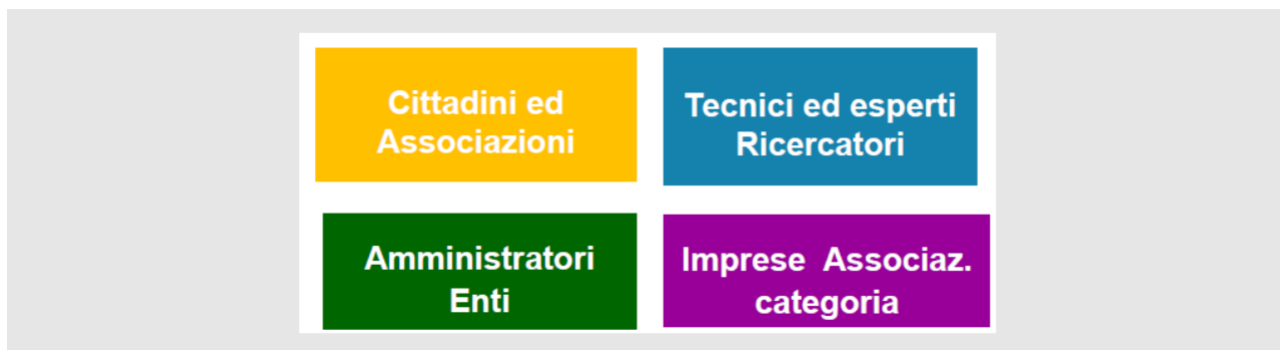 Cittadini ed
Associazioni
Tecnici ed esperti
Ricercatori
Amministratori
Enti
Imprese  Associaz.
categoria